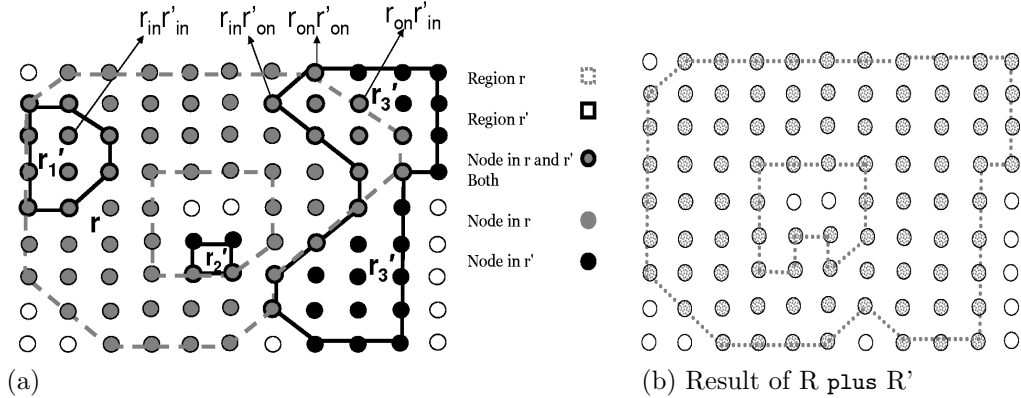 r_in r'_in
r_in r'_on
r_on r'_on
r_on r'_in
r_3'
r_1'
r
r_2'
r_3'
Region r
Region r'
Node in r and r'
Both
Node in r
Node in r'
(a)
(b) Result of R plus R'